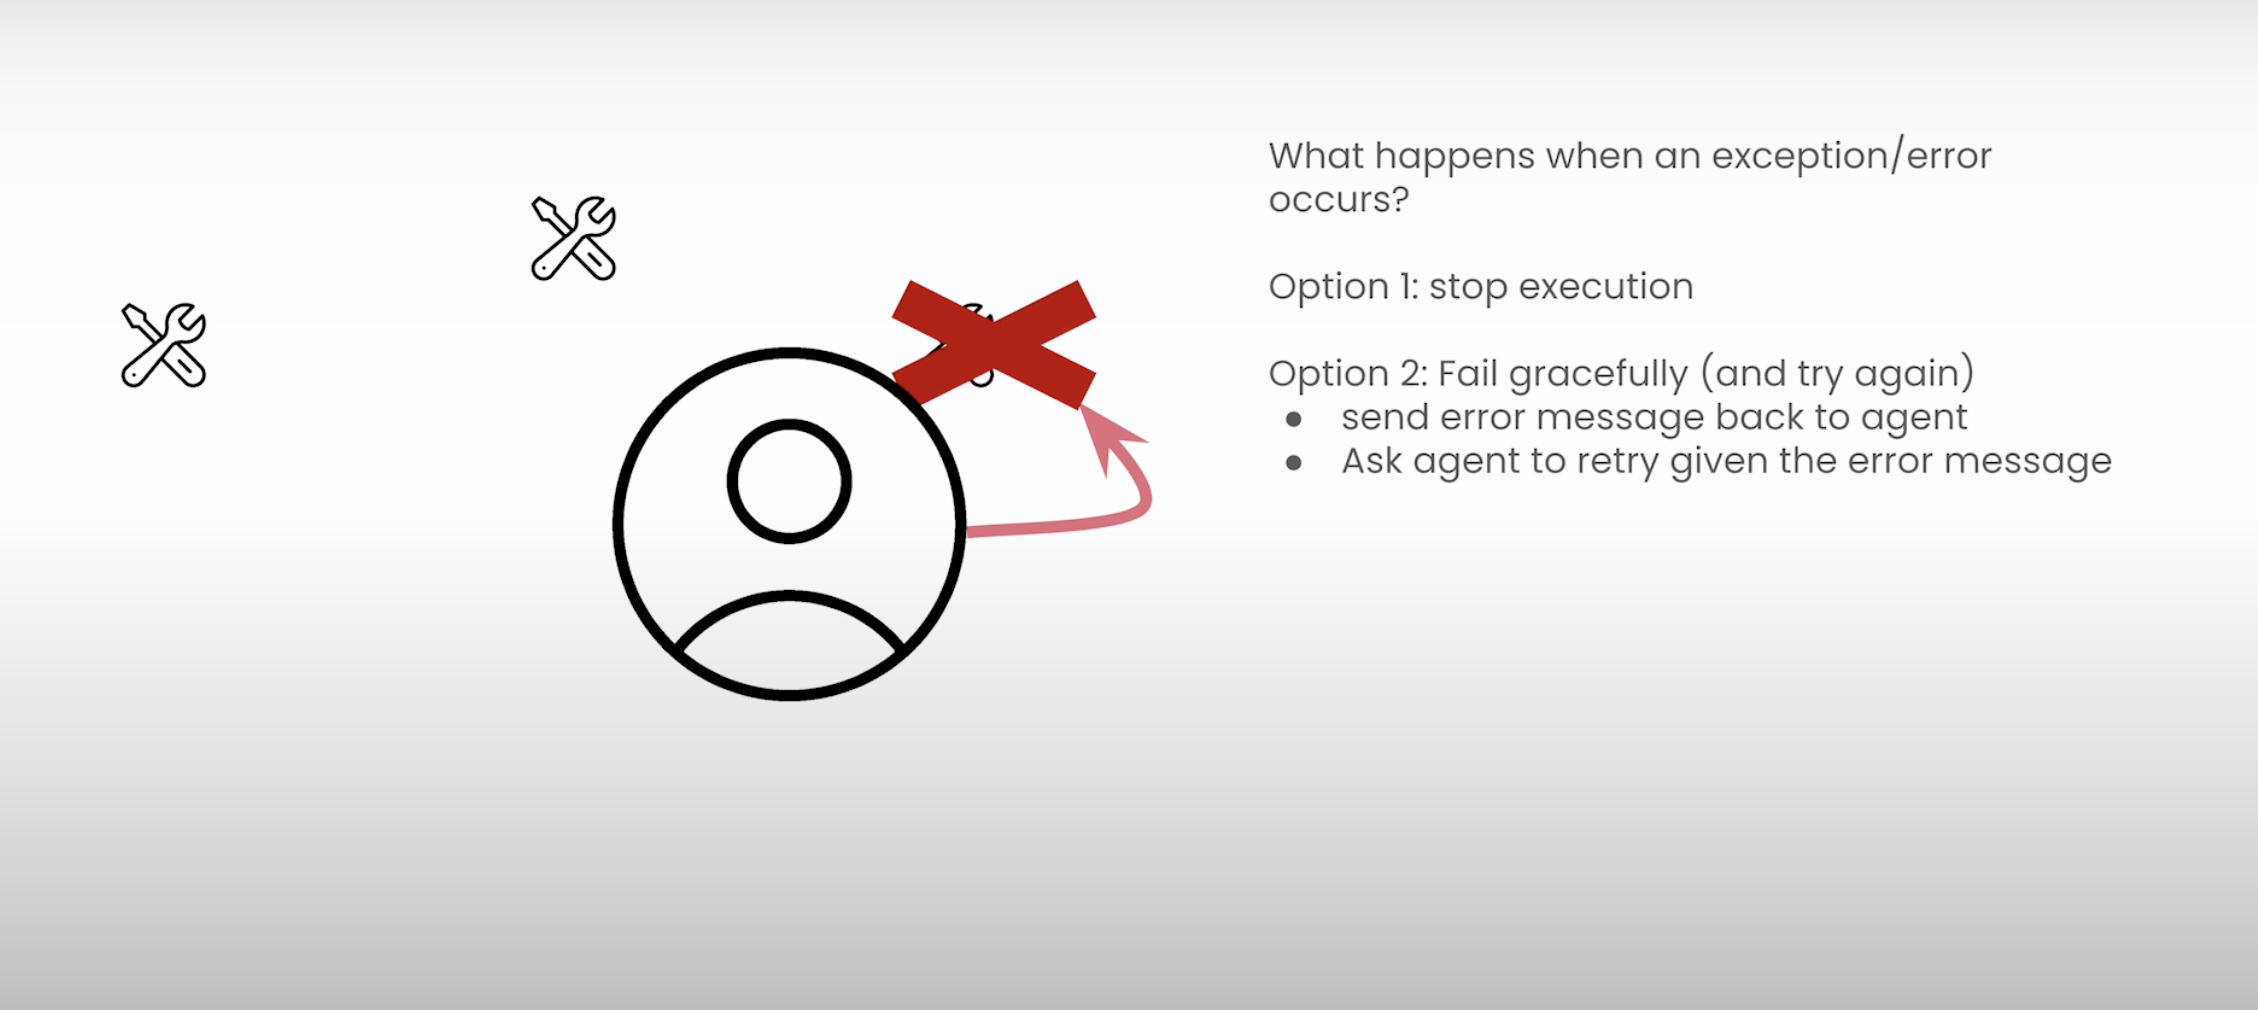 What happens when an exception/error
occurs?
Option 1: stop execution
Option 2: Fail gracefully (and try again)
● send error message back to agent
● Ask agent to retry given the error message